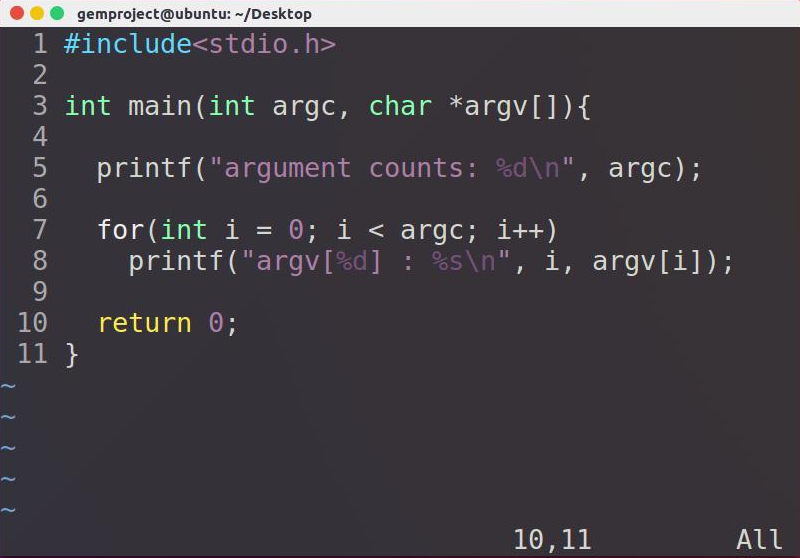 gemproject@ubuntu: ~/Desktop
1 #include<stdio.h>
2
3 int main(int argc, char *argv[]){
4
5   printf("argument counts: %d\n", argc);
6
7   for(int i = 0; i < argc; i++)
8     printf("argv[%d] : %s\n", i, argv[i]);
9
10   return 0;
11 }
~
~
~
~
~
10,11 All